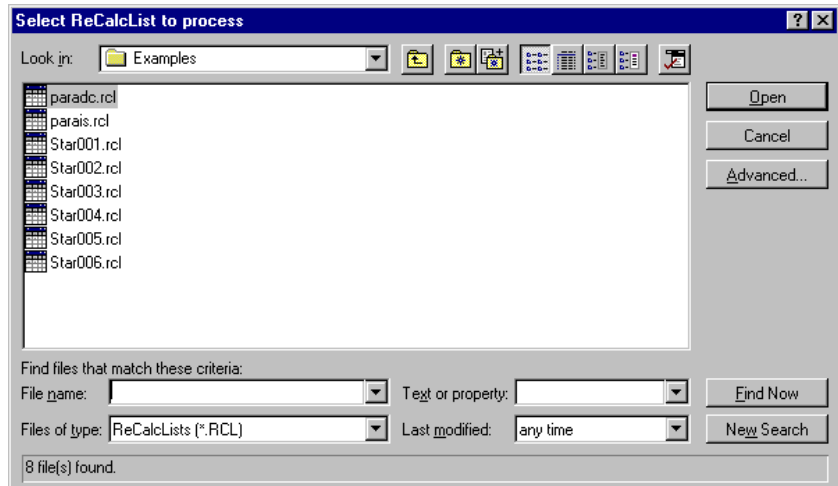 Select ReCalcList to process
Look in: Examples
paradc.rcl
parais.rcl
Star001.rcl
Star002.rcl
Star003.rcl
Star004.rcl
Star005.rcl
Star006.rcl
Open
Cancel
Advanced...
Find files that match these criteria:
File name: Text or property: Find Now
Files of type: ReCalcLists (*.RCL) Last modified: any time New Search
8 file(s) found.